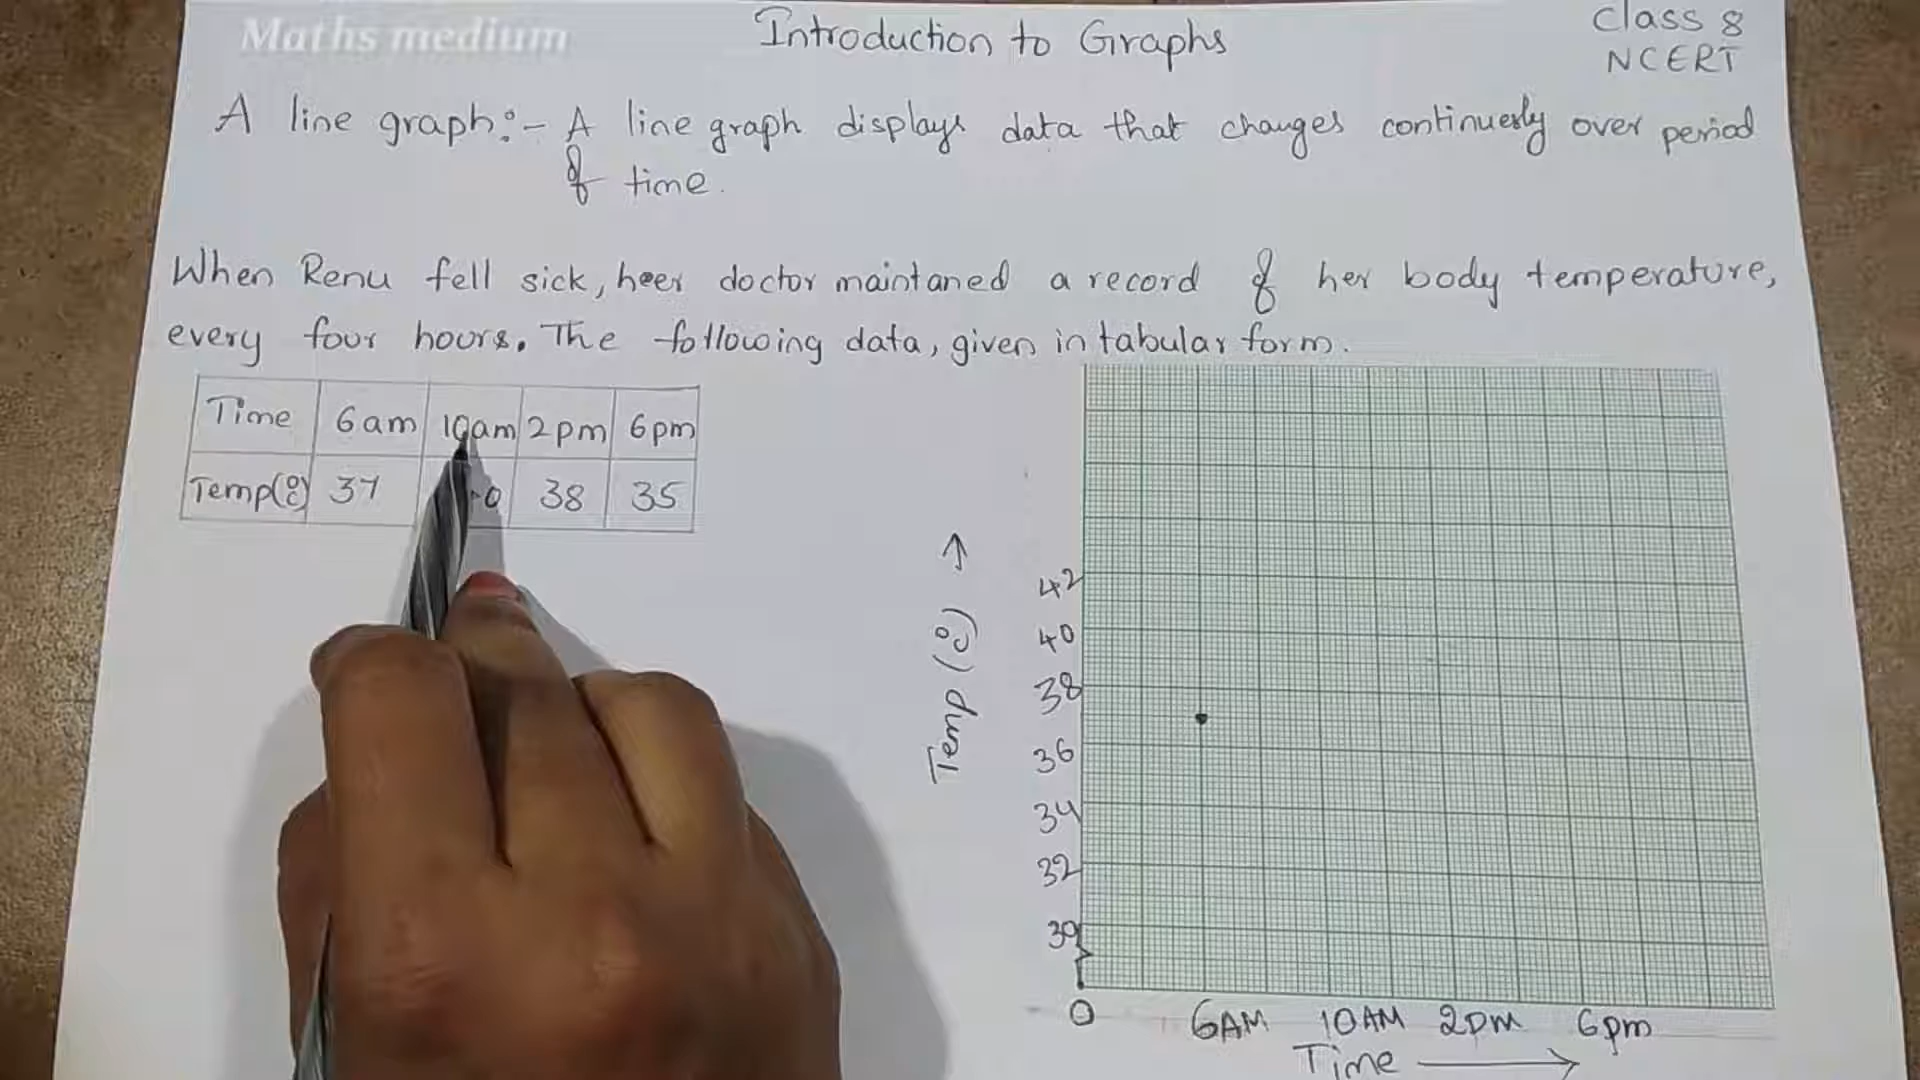 Maths medium
Introduction to Graphs
Class 8
NCERT
A line graph:- A line graph displays data that changes continuesly over period
of time.
When Renu fell sick, heer doctor maintaned a record of her body temperature,
every four hours. The following data, given in tabular form.
Time 6am 10am 2pm 6pm
Temp(°C) 37 38 35
Temp (°C) →
42
40
38
36
34
32
30
0 6AM 10AM 2pm 6pm
Time →